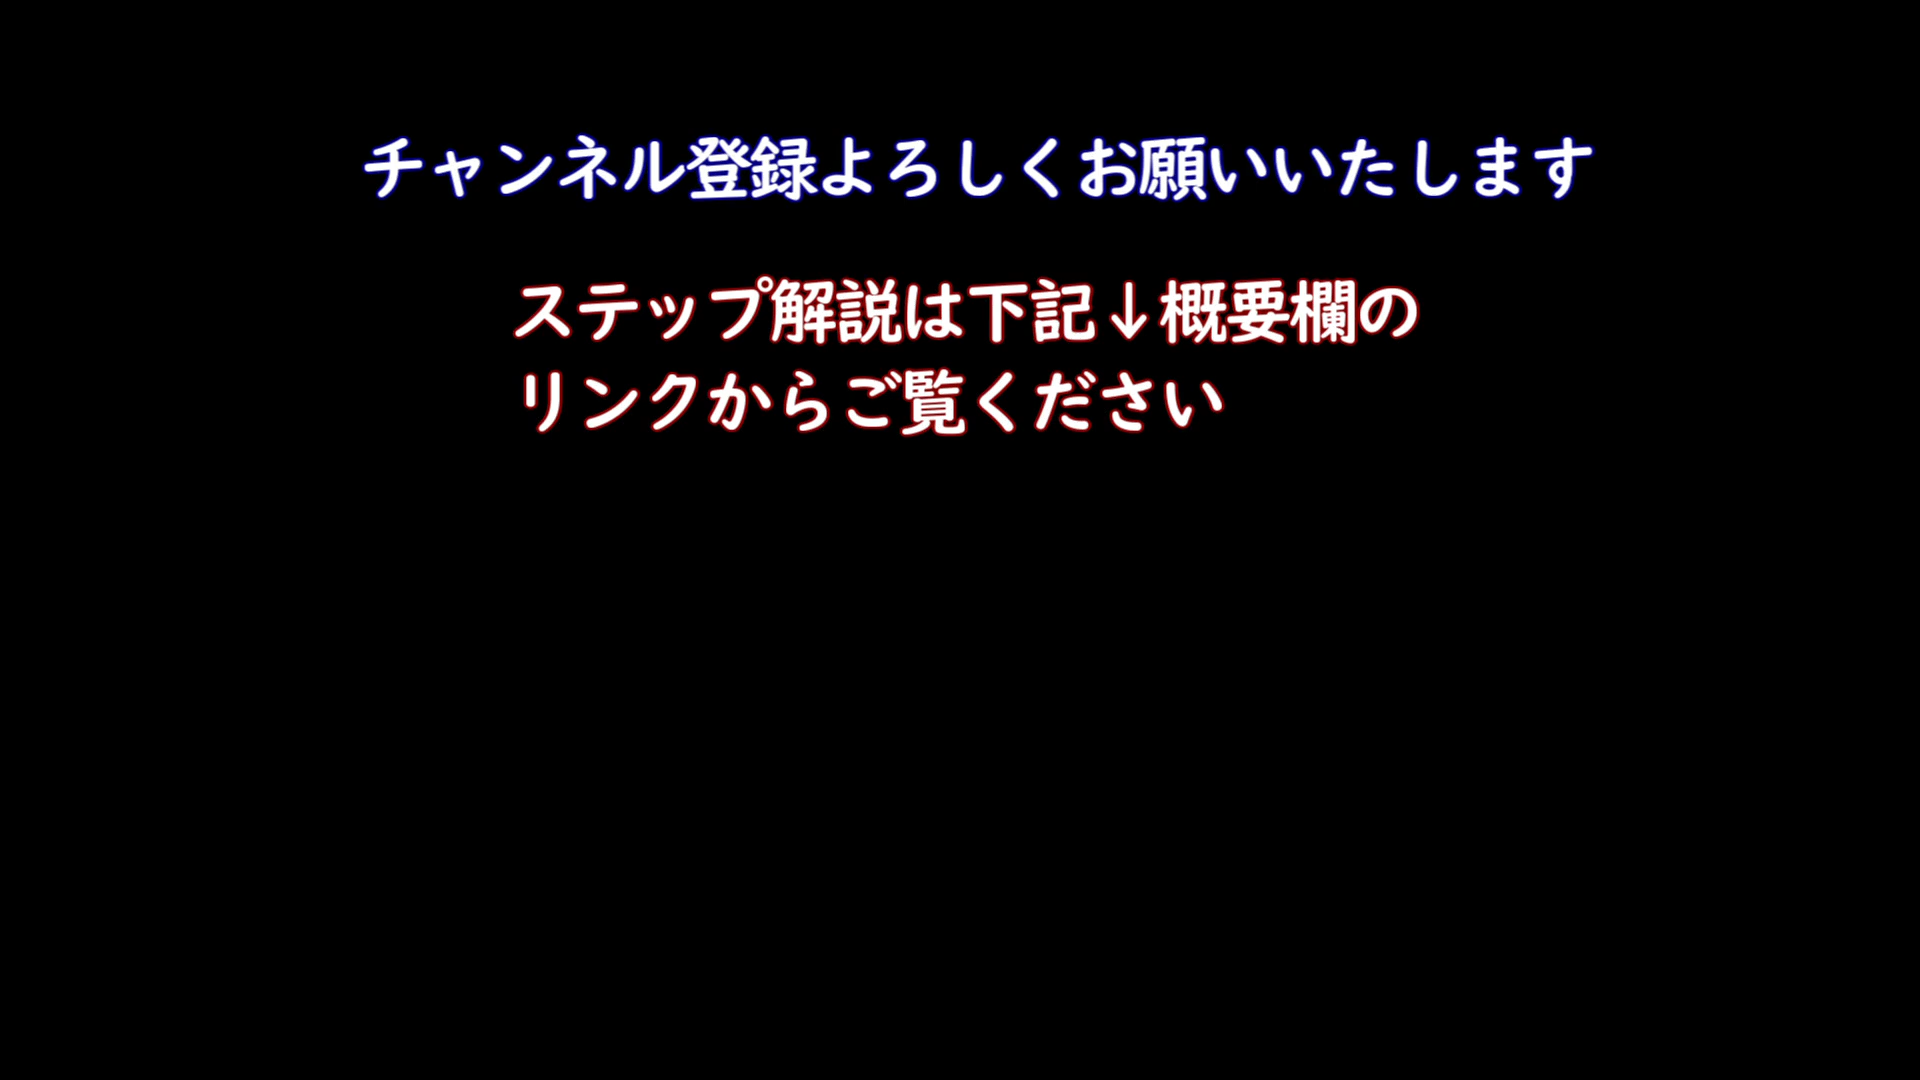 チャンネル登録よろしくお願いいたします
ステップ解説は下記↓概要欄の
リンクからご覧ください